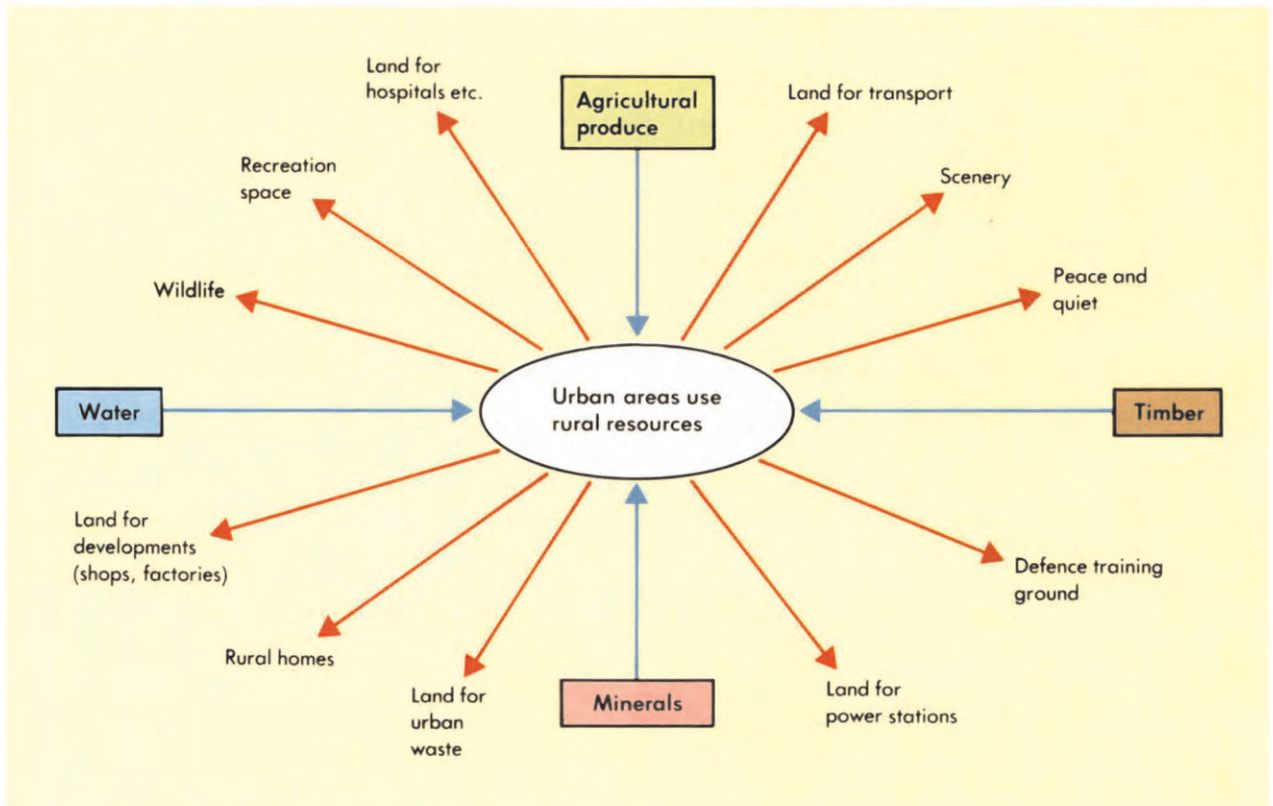 Land for
hospitals etc.
Agricultural
produce
Land for transport
Recreation
space
Scenery
Wildlife
Peace and
quiet
Water
Urban areas use
rural resources
Timber
Land for
developments
(shops, factories)
Defence training
ground
Rural homes
Land for
urban
waste
Minerals
Land for
power stations